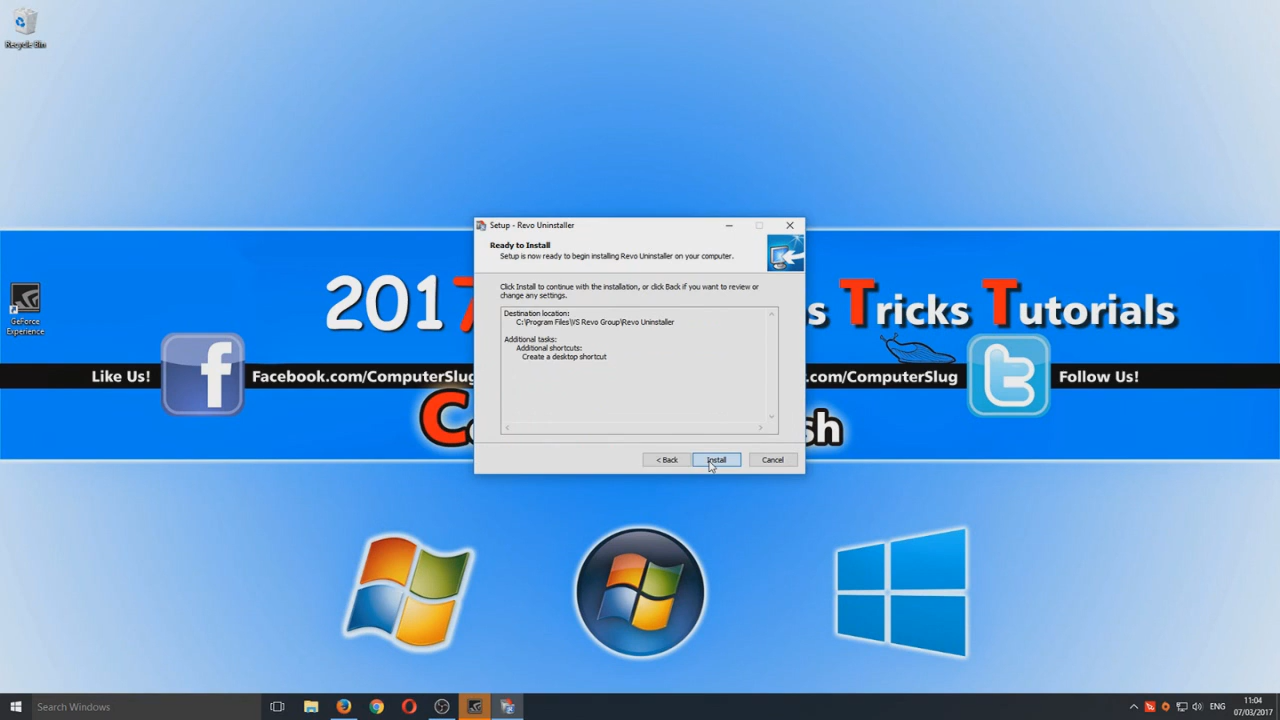 Recycle Bin
Setup - Revo Uninstaller
Ready to Install
Setup is now ready to begin installing Revo Uninstaller on your computer.
Click Install to continue with the installation, or click Back if you want to review or
change any settings.
Destination location:
C:\Program Files\VS Revo Group\Revo Uninstaller
Additional tasks:
Additional shortcuts:
Create a desktop shortcut
< Back
Install
Cancel
GeForce
Experience
2017
s Tricks Tutorials
Like Us!
f
Facebook.com/ComputerSlug
.com/ComputerSlug
t
Follow Us!
Search Windows
ENG
11:04
07/03/2017